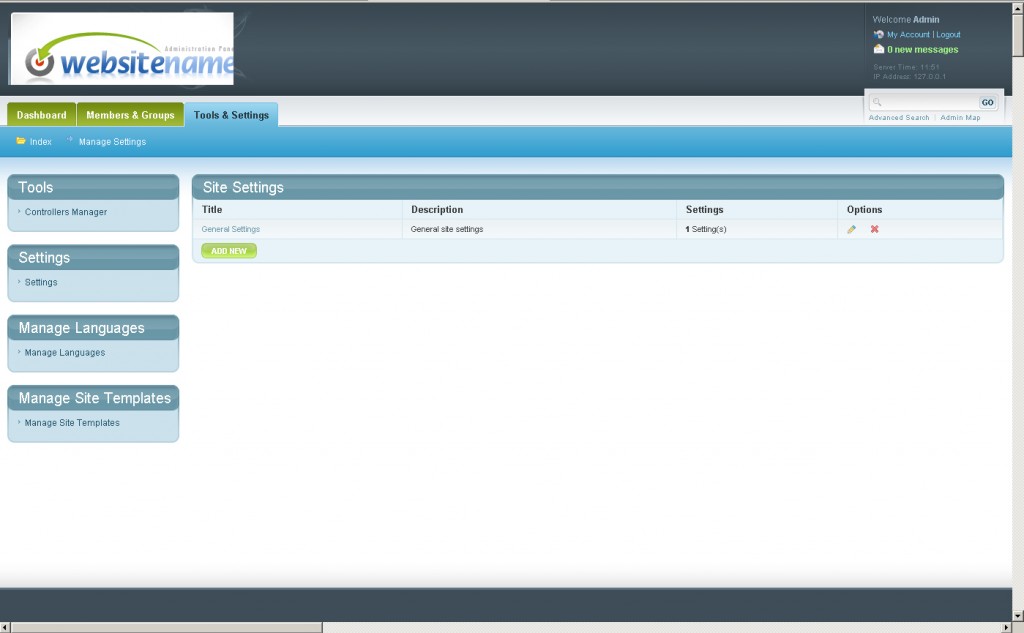 Administration Pane
websitename
Welcome Admin
My Account | Logout
0 new messages
Server Time: 11:51
IP Address: 127.0.0.1
Dashboard
Members & Groups
Tools & Settings
GO
Advanced Search | Admin Map
Index
Manage Settings
Tools
Controllers Manager
Settings
Settings
Manage Languages
Manage Languages
Manage Site Templates
Manage Site Templates
Site Settings
Title Description Settings Options
General Settings General site settings 1 Setting(s)
ADD NEW